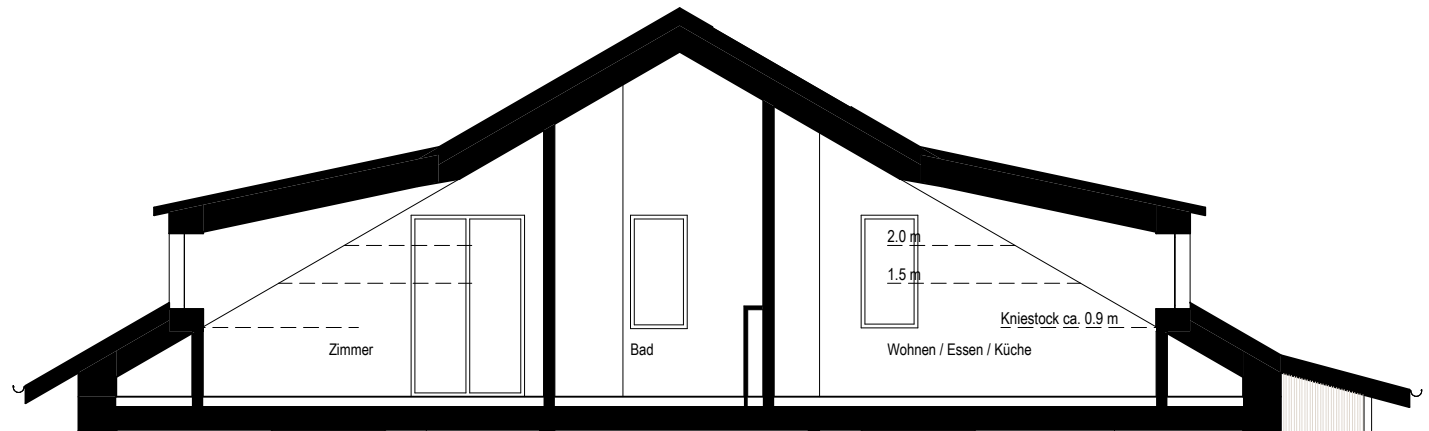 2.0 m
1.5 m
Kniestock ca. 0.9 m
Zimmer
Bad
Wohnen / Essen / Küche